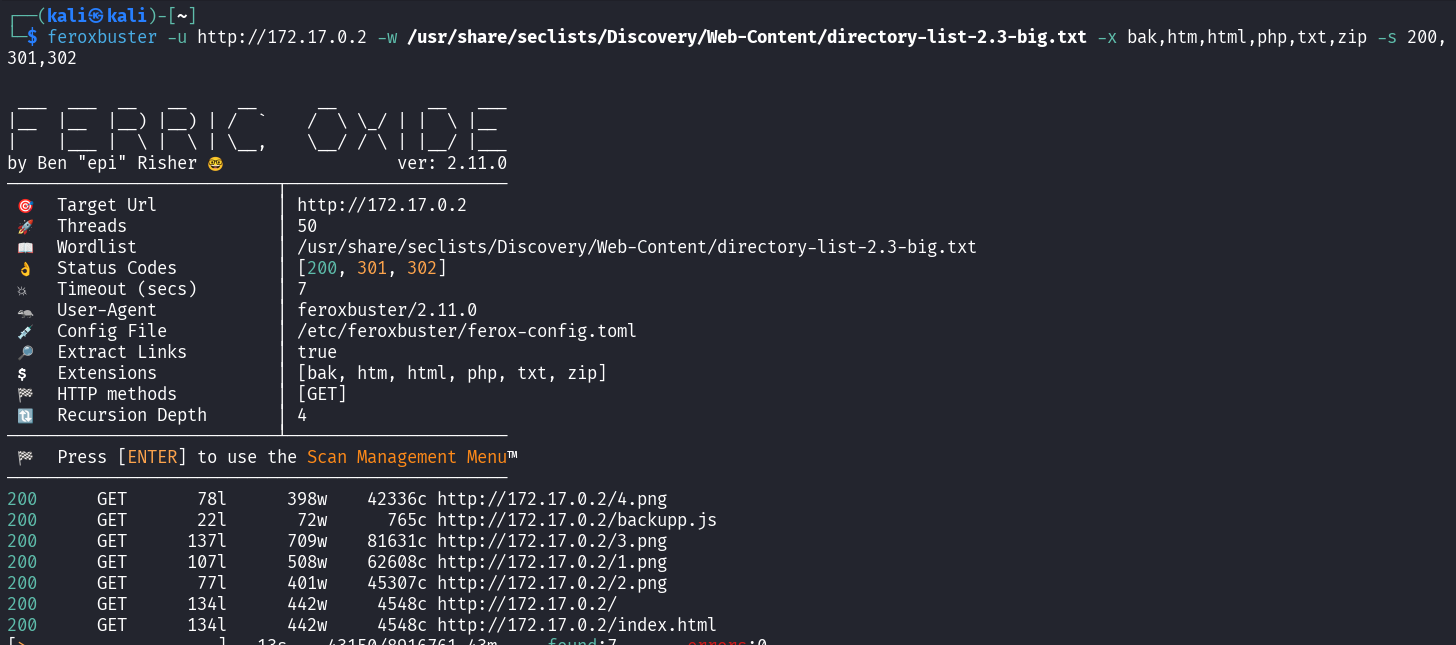 ┌──(kali㉿kali)-[~]
└─$ feroxbuster -u http://172.17.0.2 -w /usr/share/seclists/Discovery/Web-Content/directory-list-2.3-big.txt -x bak,htm,html,php,txt,zip -s 200,
301,302
 ___  ___  __   __     __      __         __   ___
|__  |__  |__) |__) | /  `    /  \ \_/ | |  \ |__
|    |___ |  \ |  \ | \__,    \__/ / \ | |__/ |___
by Ben "epi" Risher 🤓                 ver: 2.11.0
🎯 Target Url │ http://172.17.0.2
🚀 Threads │ 50
📖 Wordlist │ /usr/share/seclists/Discovery/Web-Content/directory-list-2.3-big.txt
👌 Status Codes │ [200, 301, 302]
💥 Timeout (secs) │ 7
🦡 User-Agent │ feroxbuster/2.11.0
💉 Config File │ /etc/feroxbuster/ferox-config.toml
🔎 Extract Links │ true
💲 Extensions │ [bak, htm, html, php, txt, zip]
🏁 HTTP methods │ [GET]
🔃 Recursion Depth │ 4
🏁 Press [ENTER] to use the Scan Management Menu™
200 GET 78l 398w 42336c http://172.17.0.2/4.png
200 GET 22l 72w 765c http://172.17.0.2/backupp.js
200 GET 137l 709w 81631c http://172.17.0.2/3.png
200 GET 107l 508w 62608c http://172.17.0.2/1.png
200 GET 77l 401w 45307c http://172.17.0.2/2.png
200 GET 134l 442w 4548c http://172.17.0.2/
200 GET 134l 442w 4548c http://172.17.0.2/index.html
[> ] - 13s 43150/8916761 43m found:7 errors:0